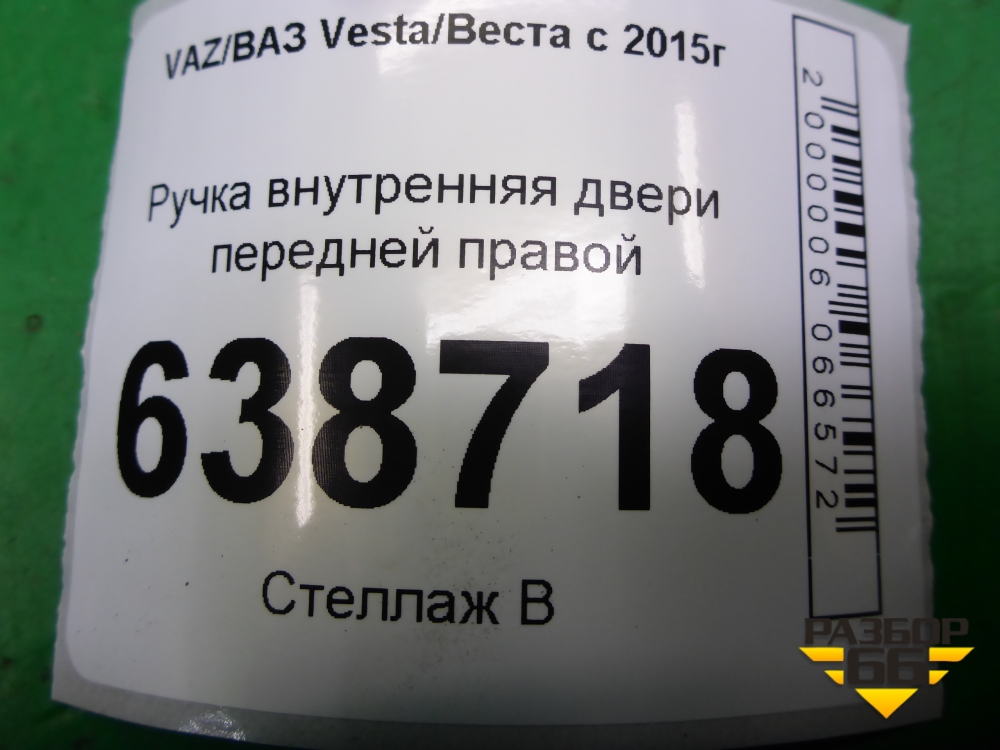 VAZ/ВАЗ Vesta/Веста с 2015г
Ручка внутренняя двери
передней правой
638718
Стеллаж В
2000006066572
РАЗБОР
66